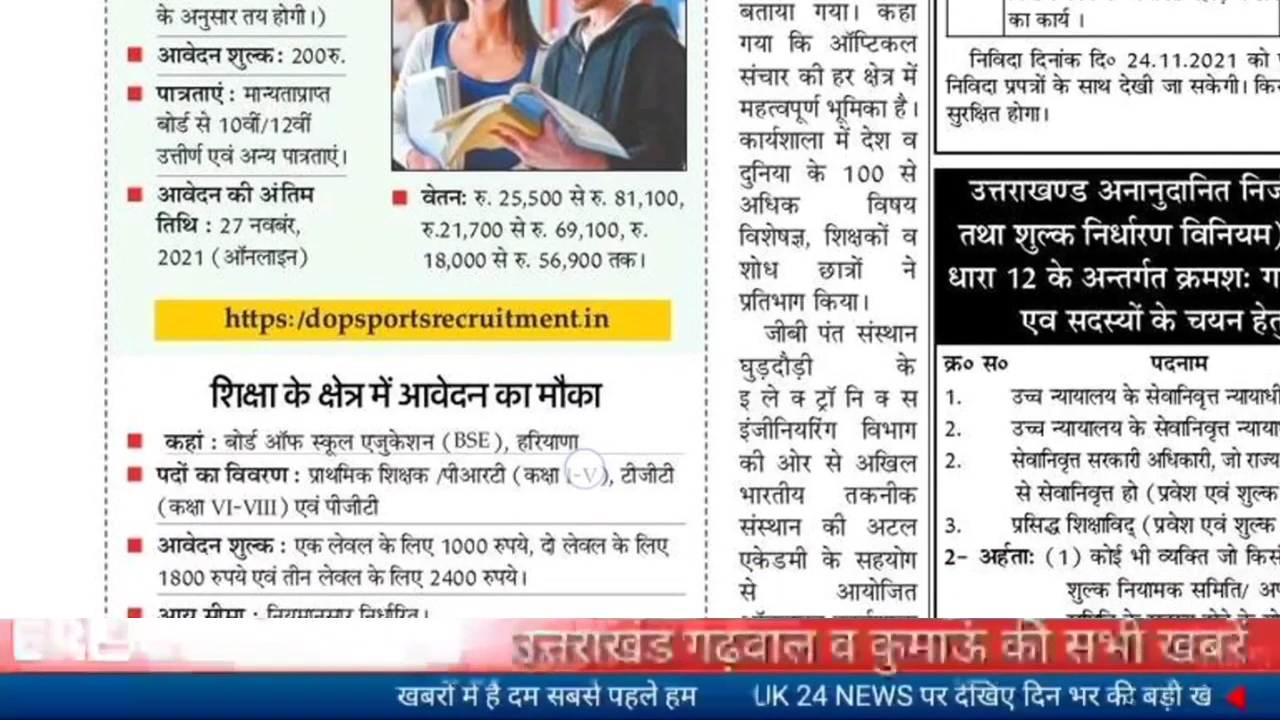 के अनुसार तय होगी।)
आवेदन शुल्क: 200रु.
पात्रताएं : मान्यताप्राप्त
बोर्ड से 10वीं/12वीं
उत्तीर्ण एवं अन्य पात्रताएं।
आवेदन की अंतिम
तिथि : 27 नवबंर,
2021 (ऑनलाइन)
वेतन: रु. 25,500 से रु. 81,100,
रु.21,700 से रु. 69,100, रु.
18,000 से रु. 56,900 तक।
https:/dopsportsrecruitment.in
शिक्षा के क्षेत्र में आवेदन का मौका
कहां : बोर्ड ऑफ स्कूल एजुकेशन (BSE), हरियाणा
पदों का विवरण : प्राथमिक शिक्षक /पीआरटी (कक्षा I-V), टीजीटी
(कक्षा VI-VIII) एवं पीजीटी
आवेदन शुल्क : एक लेवल के लिए 1000 रुपये, दो लेवल के लिए
1800 रुपये एवं तीन लेवल के लिए 2400 रुपये।
आयु सीमा : नियमानुसार निर्धारित।
बताया गया। कहा
गया कि ऑप्टिकल
संचार की हर क्षेत्र में
महत्वपूर्ण भूमिका है।
कार्यशाला में देश व
दुनिया के 100 से
अधिक विषय
विशेषज्ञ, शिक्षकों व
शोध छात्रों ने
प्रतिभाग किया।
जीबी पंत संस्थान
घुड़दौड़ी के
इलेक्ट्रॉनिक्स
इंजीनियरिंग विभाग
की ओर से अखिल
भारतीय तकनीक
संस्थान की अटल
एकेडमी के सहयोग
से आयोजित
का कार्य ।
निविदा दिनांक दि० 24.11.2021 को
निविदा प्रपत्रों के साथ देखी जा सकेगी।
सुरक्षित होगा।
उत्तराखण्ड अनानुदानित
तथा शुल्क निर्धारण विनियम)
धारा 12 के अन्तर्गत क्रमश:
एव सदस्यों के चयन
क्र० स० पदनाम
1. उच्च न्यायालय के सेवानिवृत्त
2. उच्च न्यायालय के सेवानिवृत्त
2. सेवानिवृत्त सरकारी अधिकारी, जो राज्य
से सेवानिवृत्त हो (प्रवेश एवं शुल्क
3. प्रसिद्ध शिक्षाविद् (प्रवेश एवं शुल्क
2- अर्हता: (1) कोई भी व्यक्ति जो
शुल्क नियामक समिति/
उत्तराखंड गढ़वाल व कुमाऊं की सभी खबरें
खबरों में है दम सबसे पहले हम UK 24 NEWS पर देखिए दिन भर की बड़ी